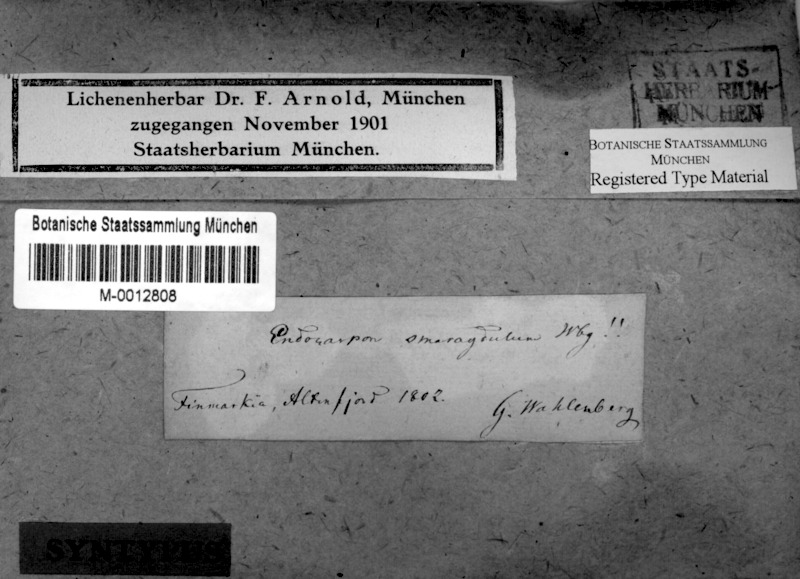 STAATS-
HERBARIUM
MÜNCHEN
Lichenenherbar Dr. F. Arnold, München
zugegangen November 1901
Staatsherbarium München.
BOTANISCHE STAATSSAMMLUNG
MÜNCHEN
Registered Type Material
Botanische Staatssammlung München
M-0012808
Endocarpon smaragdulum Wbg!!
Finmarkia, Altenfjord 1802.
G. Wahlenberg
SYNTYPES